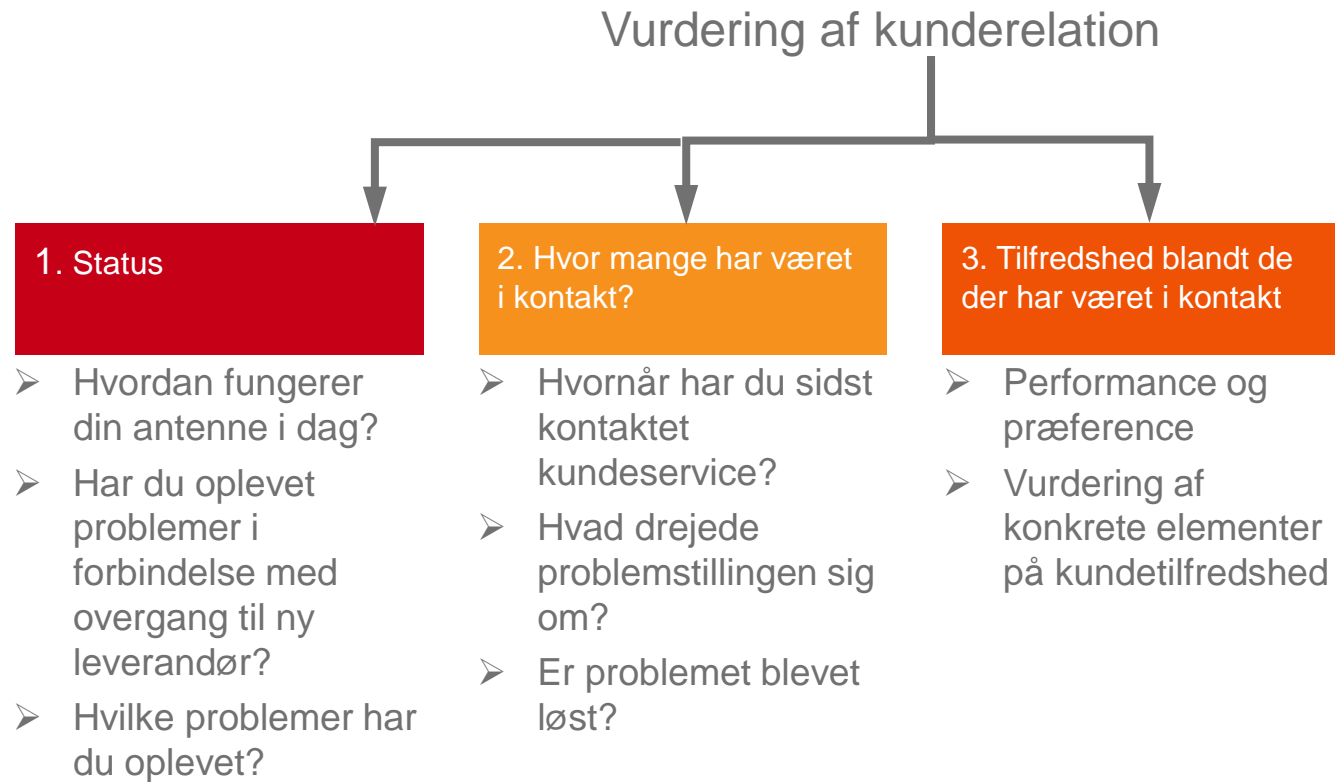 Vurdering af kunderelation
1. Status
Hvordan fungerer
din antenne i dag?
Har du oplevet
problemer i
forbindelse med
overgang til ny
leverandør?
Hvilke problemer har
du oplevet?
2. Hvor mange har været
i kontakt?
Hvornår har du sidst
kontaktet
kundeservice?
Hvad drejede
problemstillingen sig
om?
Er problemet blevet
løst?
3. Tilfredshed blandt de
der har været i kontakt
Performance og
præference
Vurdering af
konkrete elementer
på kundetilfredshed